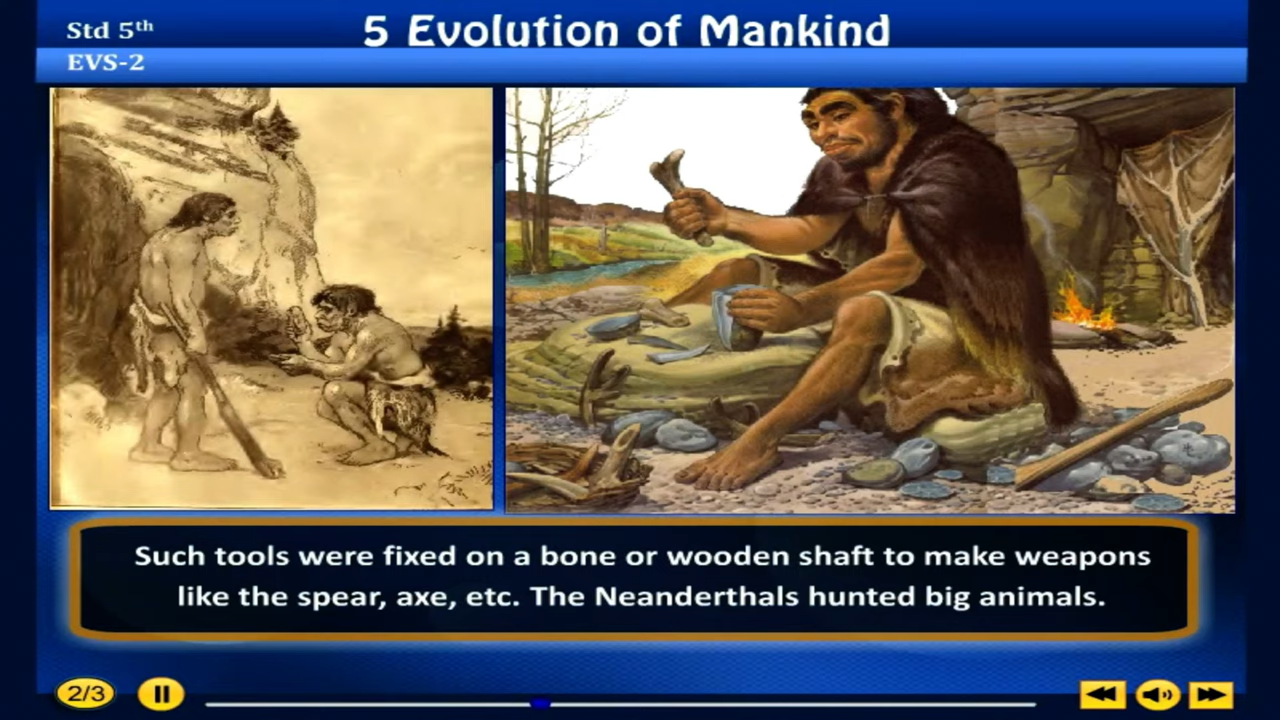 Std 5th
5 Evolution of Mankind
EVS-2
Such tools were fixed on a bone or wooden shaft to make weapons
like the spear, axe, etc. The Neanderthals hunted big animals.
2/3